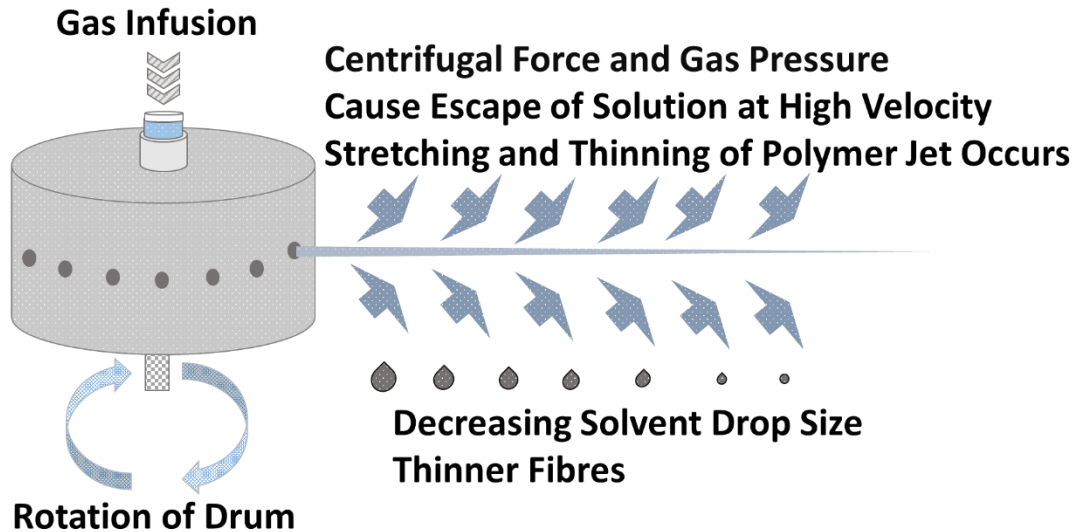 Gas Infusion
Centrifugal Force and Gas Pressure
Cause Escape of Solution at High Velocity
Stretching and Thinning of Polymer Jet Occurs
Decreasing Solvent Drop Size
Thinner Fibres
Rotation of Drum